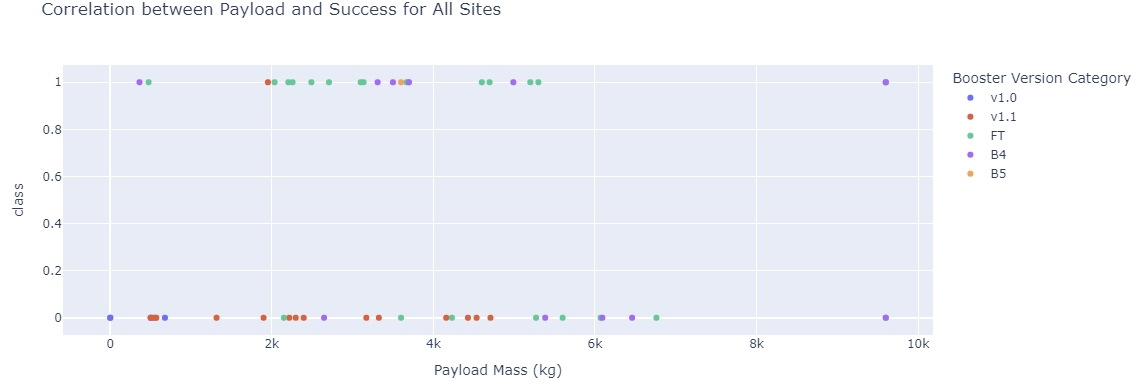 Correlation between Payload and Success for All Sites
Booster Version Category
v1.0
v1.1
FT
B4
B5
1
0.8
0.6
0.4
0.2
0
class
0
2k
4k
6k
8k
10k
Payload Mass (kg)